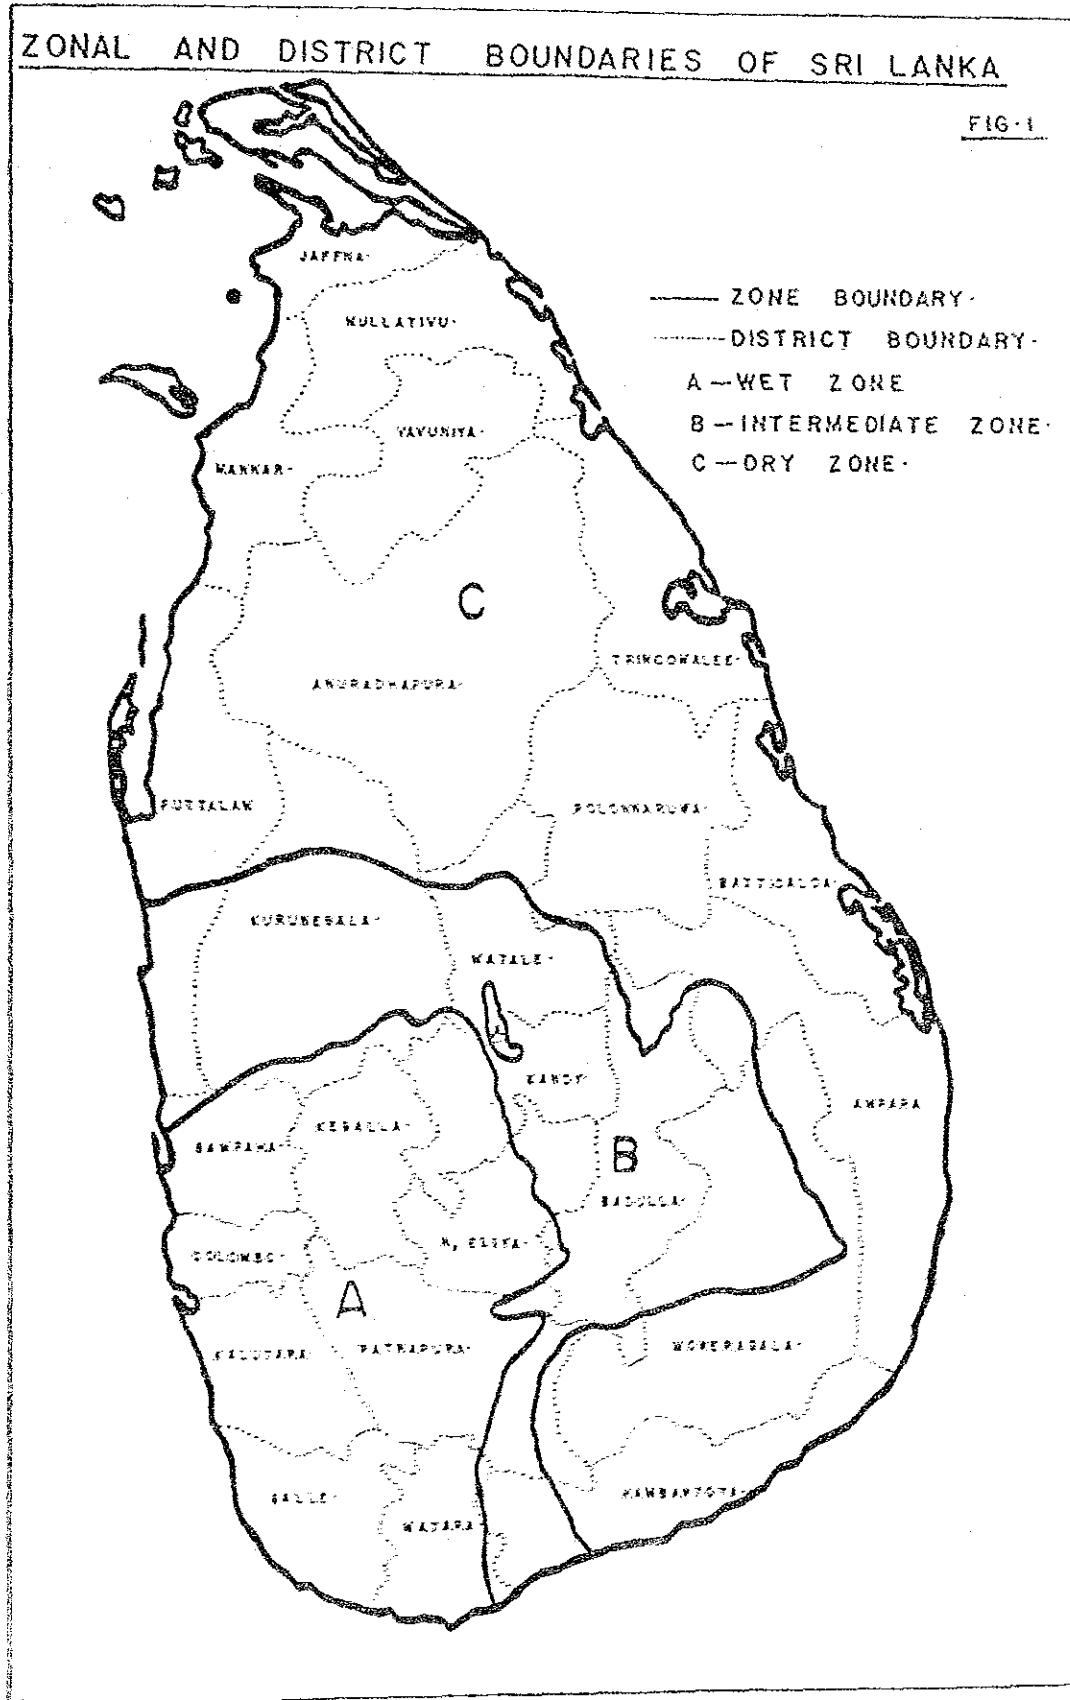 ZONAL AND DISTRICT BOUNDARIES OF SRI LANKA
FIG·1
JAFFNA·
ZONE BOUNDARY·
MULLATIVU·
DISTRICT BOUNDARY·
A—WET ZONE
B—INTERMEDIATE ZONE·
VAVUNIYA·
C—DRY ZONE·
MANNAR·
C
TRINCOMALEE·
ANURADHAPURA·
PUTTALAM
POLONNARUWA·
BATTICALOA·
KURUNEGALA·
MATALE·
KANDY·
AMPARA
KEGALLA·
GAMPAHA·
B
BADULLA·
N, ELIYA·
COLOMBO·
A
KALUTARA·
RATNAPURA·
MONERAGALA·
GALLE·
HAMBANTOTA·
MATARA·